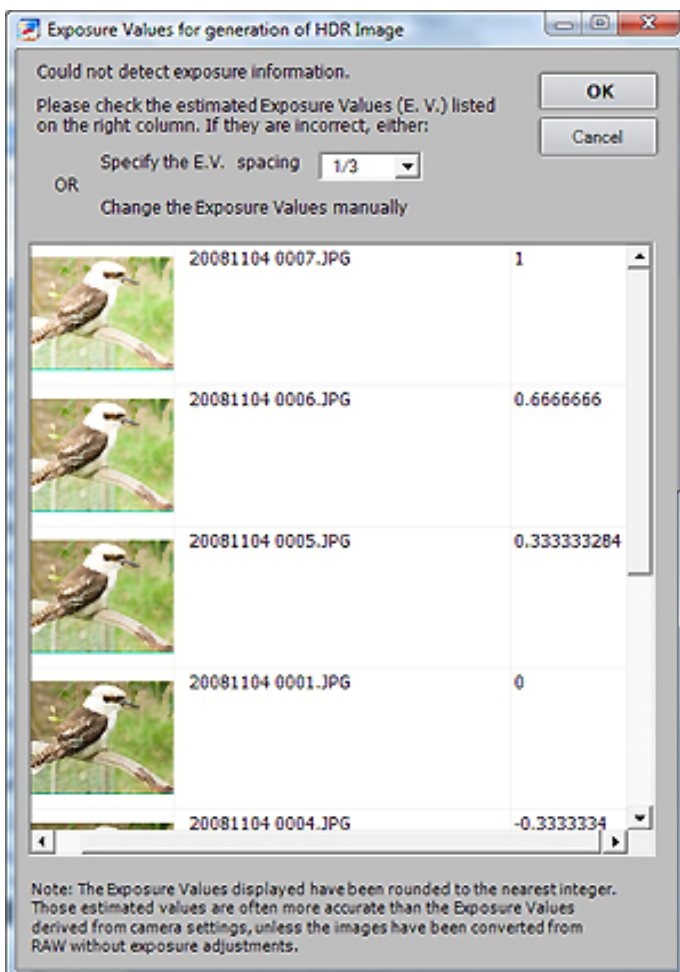 Exposure Values for generation of HDR Image
Could not detect exposure information.
OK
Please check the estimated Exposure Values (E. V.) listed
on the right column. If they are incorrect, either:
Cancel
Specify the E.V. spacing 1/3
OR
Change the Exposure Values manually
20081104 0007.JPG 1
20081104 0006.JPG 0.6666666
20081104 0005.JPG 0.333333284
20081104 0001.JPG 0
20081104 0004.JPG -0.3333334
Note: The Exposure Values displayed have been rounded to the nearest integer.
Those estimated values are often more accurate than the Exposure Values
derived from camera settings, unless the images have been converted from
RAW without exposure adjustments.